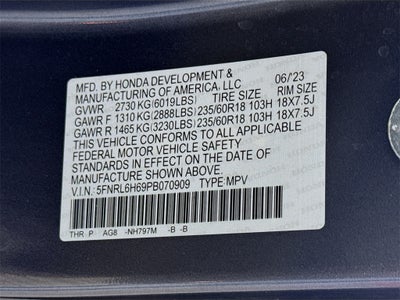 MFD. BY HONDA DEVELOPMENT &
MANUFACTURING OF AMERICA, LLC 06/'23
GVWR 2730 KG (6019LBS) TIRE SIZE RIM SIZE
GAWR F 1310 KG (2888LBS) 235/60R18 103H 18X7.5J
GAWR R 1465 KG (3230LBS) 235/60R18 103H 18X7.5J
THIS VEHICLE CONFORMS TO ALL APPLICABLE
FEDERAL MOTOR VEHICLE SAFETY
STANDARDS IN EFFECT ON THE DATE OF
MANUFACTURE SHOWN ABOVE.
V.I.N.: 5FNRL6H69PB070909 TYPE: MPV
THR P AG8 -NH797M -B -B